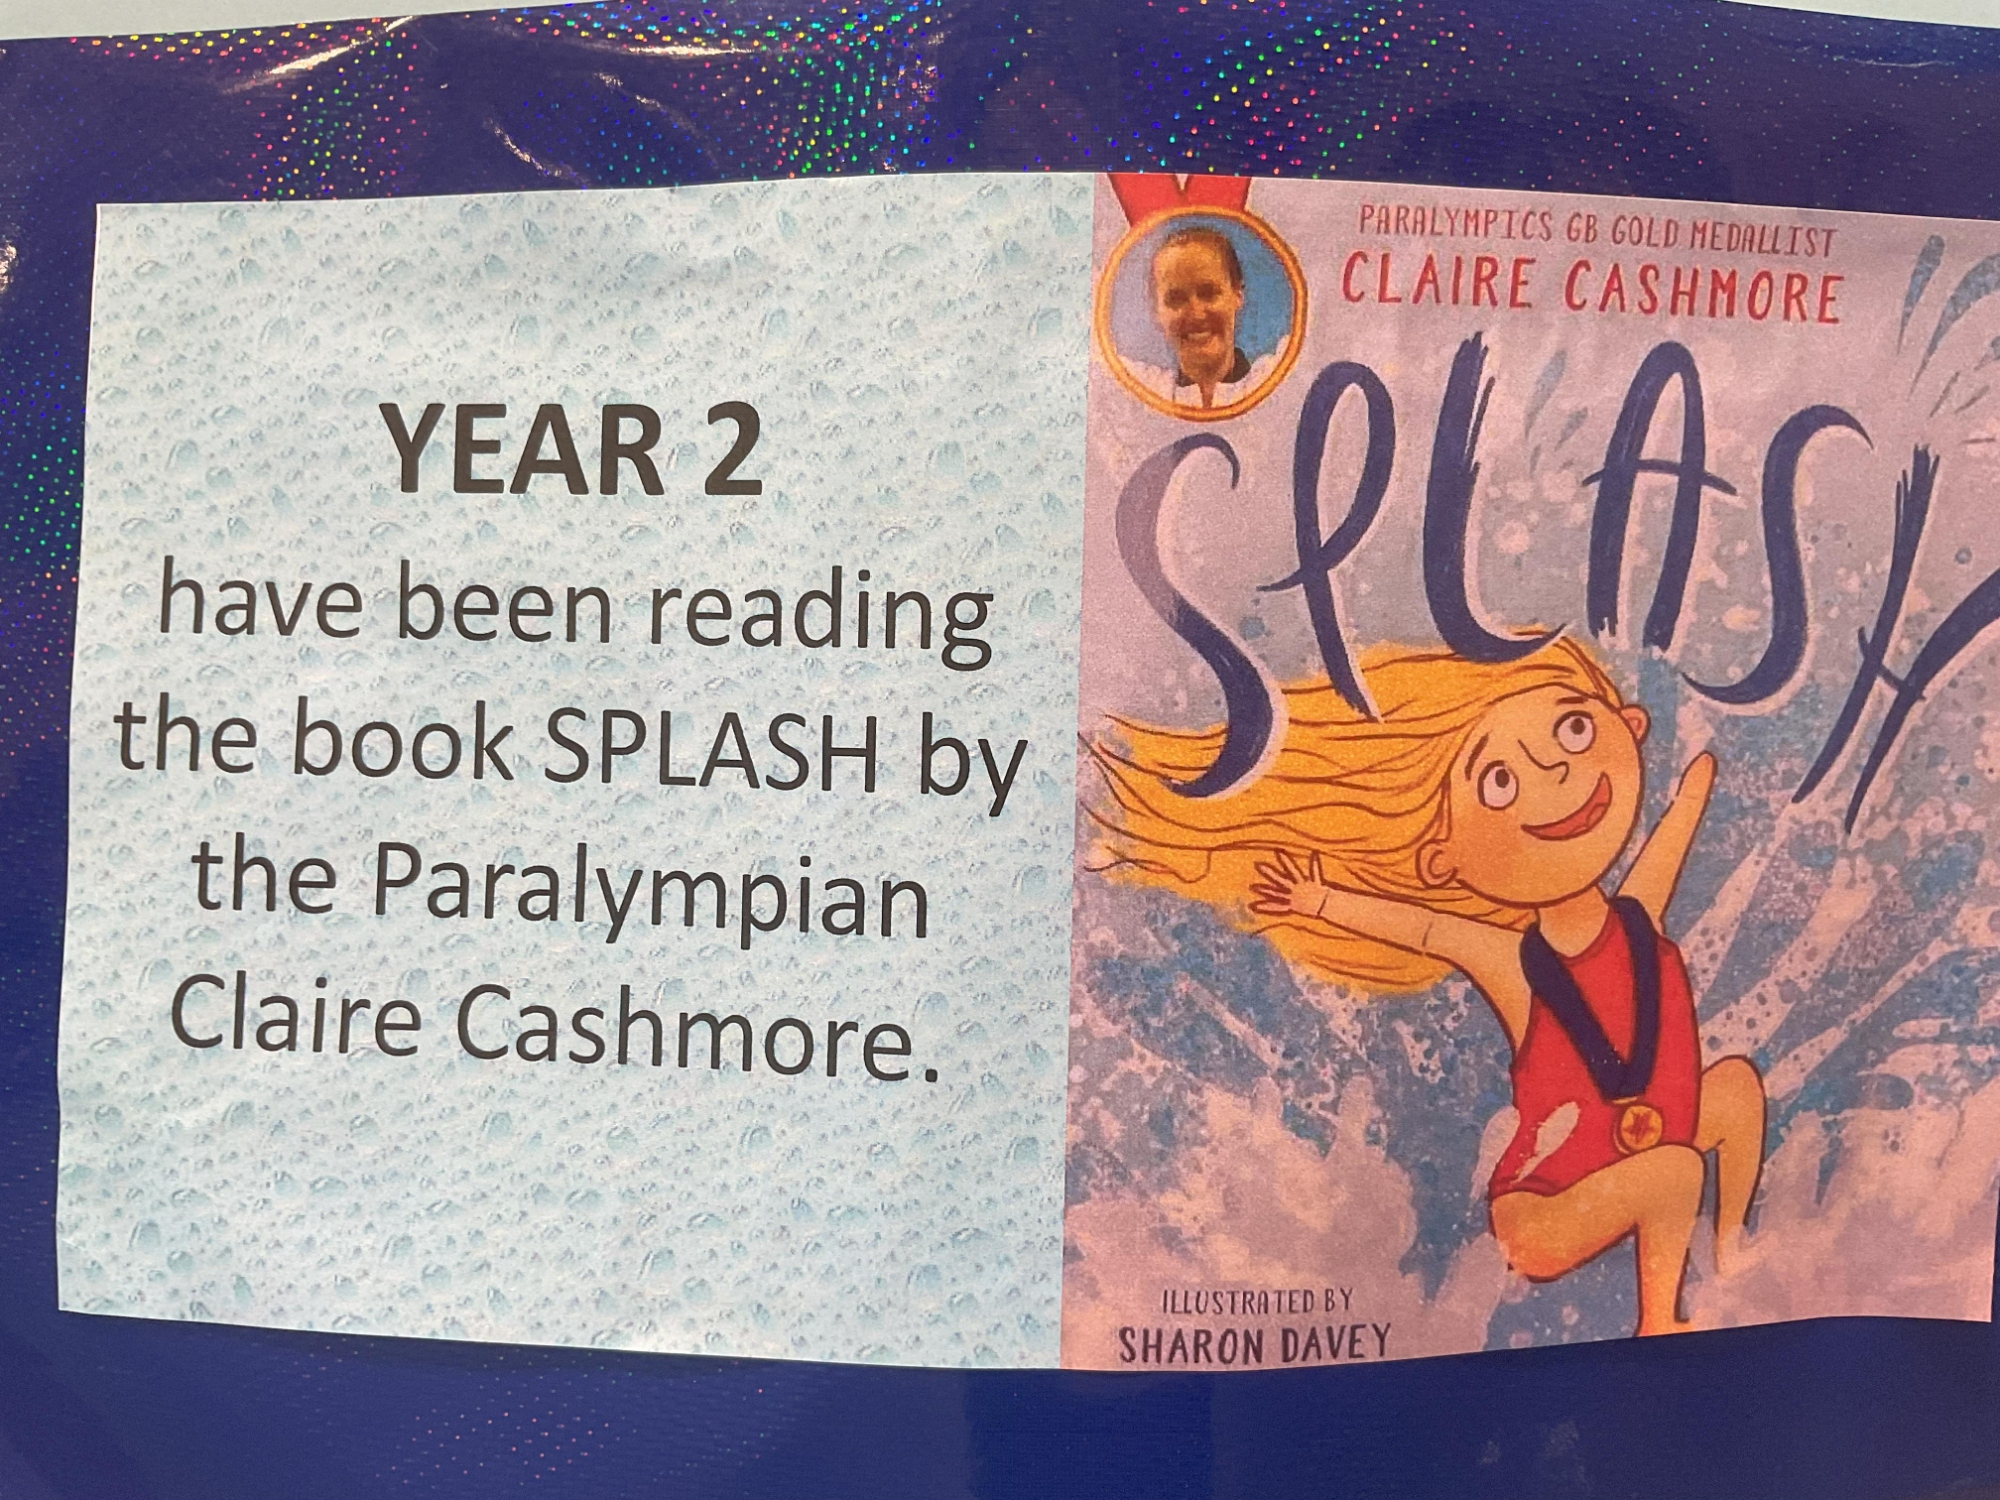 YEAR 2
have been reading
the book SPLASH by
the Paralympian
Claire Cashmore.
PARALYMPICS GB GOLD MEDALLIST
CLAIRE CASHMORE
SPLASH
ILLUSTRATED BY
SHARON DAVEY